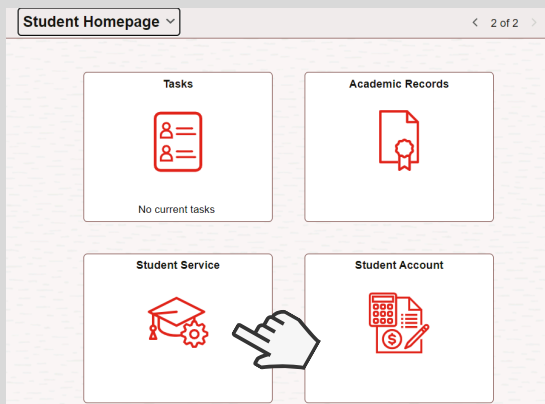 Student Homepage
2 of 2
Tasks
Academic Records
No current tasks
Student Service
Student Account